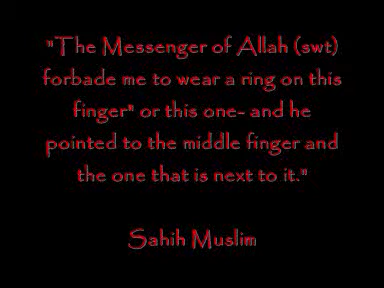 "The Messenger of Allah (swt)
forbade me to wear a ring on this
finger" or this one- and he
pointed to the middle finger and
the one that is next to it."
Sahih Muslim